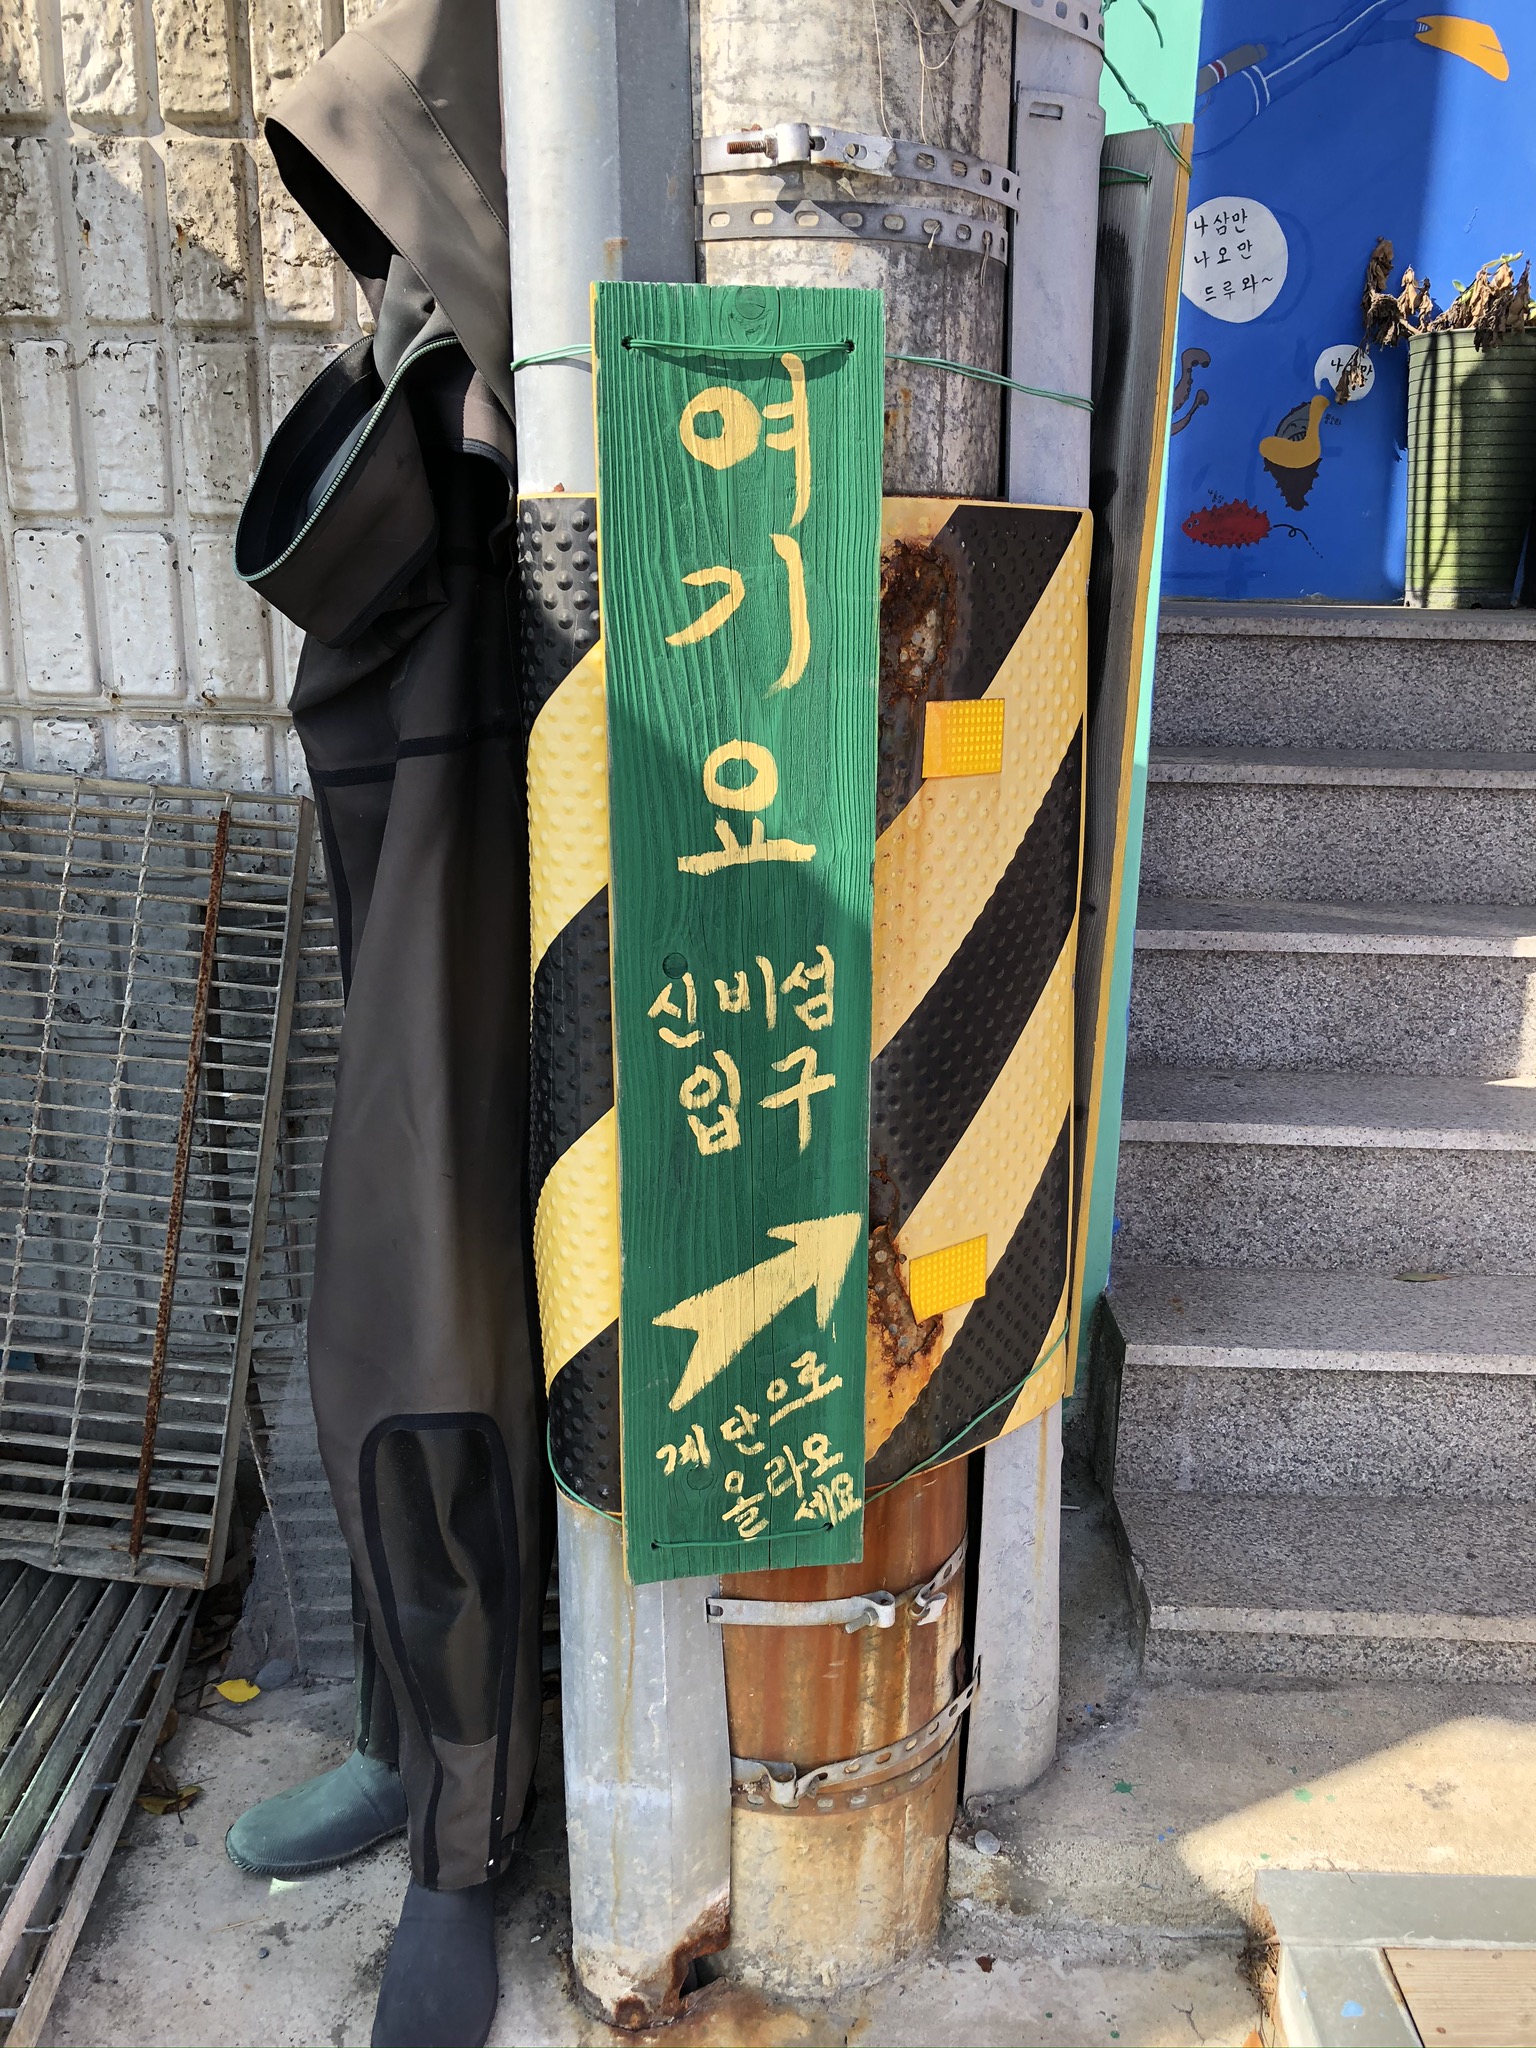 여기요
신비섬
입구
계단으로
올라오
세요
나 삼만
나 오만
드루와~